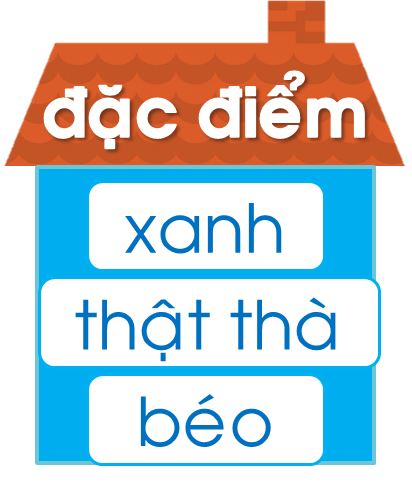 đặc điểm
xanh
thật thà
béo